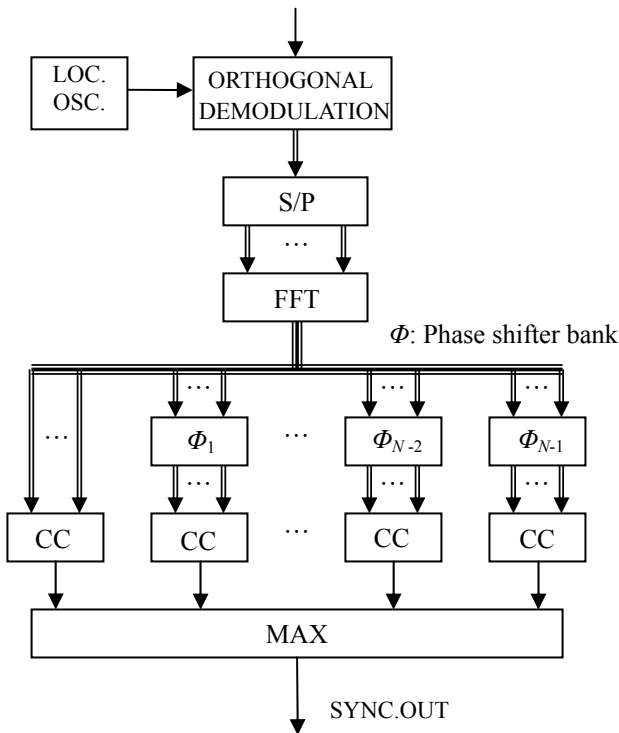 LOC.
OSC.
ORTHOGONAL
DEMODULATION
S/P
…
FFT
Φ: Phase shifter bank
… … … …
Φ1 … ΦN-2 ΦN-1
… … …
CC CC … CC CC
MAX
SYNC.OUT